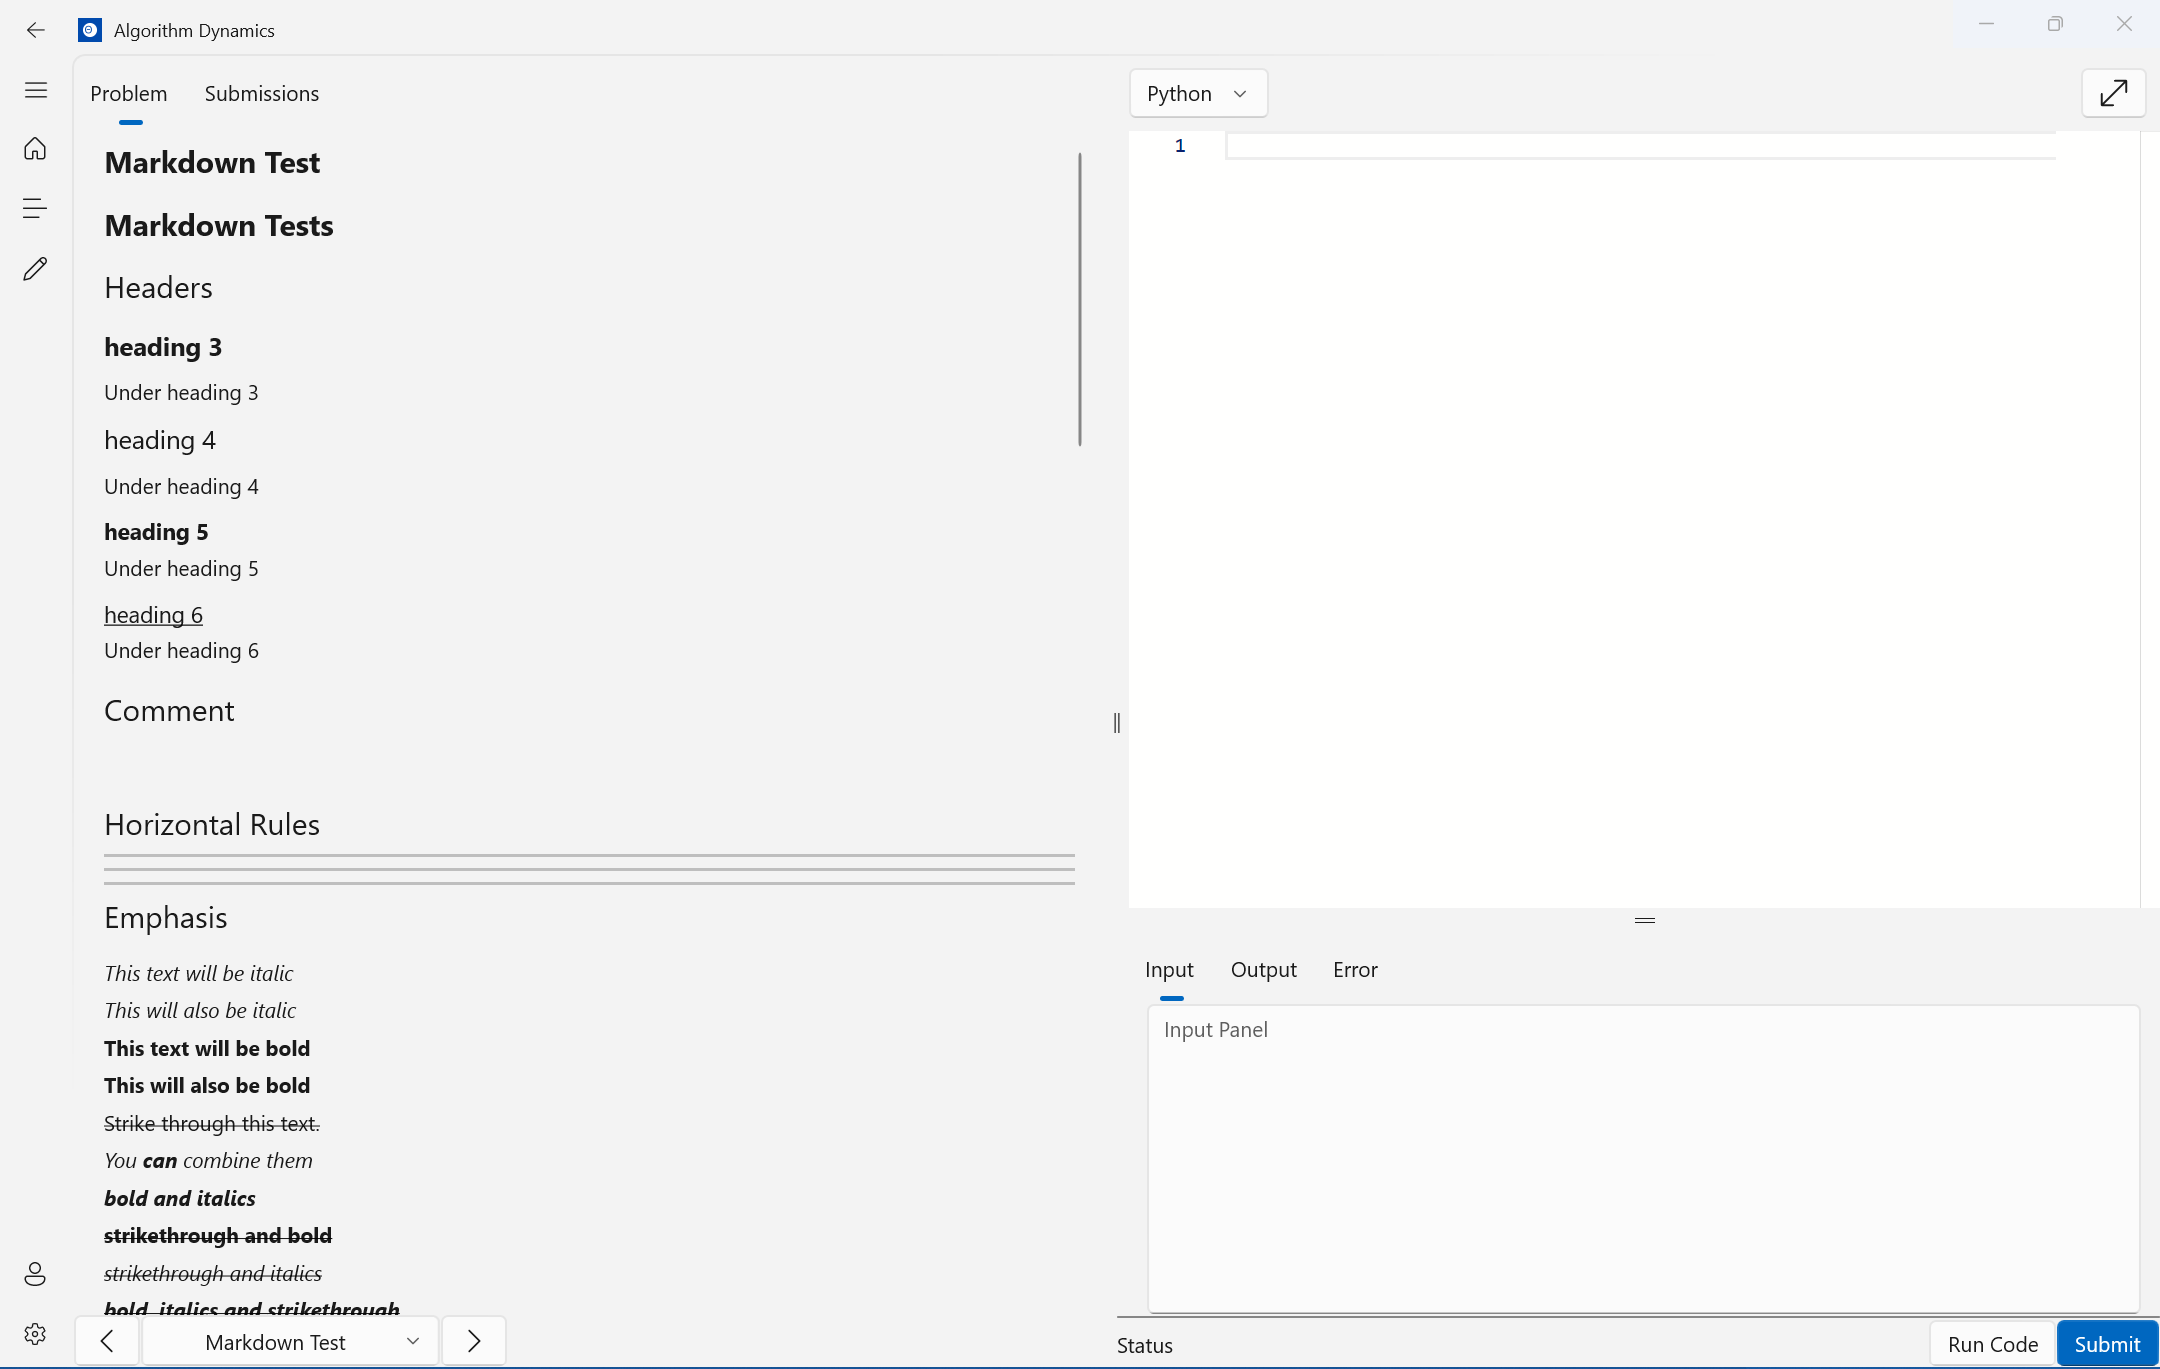 Algorithm Dynamics
Problem Submissions
Markdown Test
Markdown Tests
Headers
heading 3
Under heading 3
heading 4
Under heading 4
heading 5
Under heading 5
heading 6
Under heading 6
Comment
Horizontal Rules
Emphasis
This text will be italic
This will also be italic
This text will be bold
This will also be bold
Strike through this text.
You can combine them
bold and italics
strikethrough and bold
strikethrough and italics
bold, italics and strikethrough
Markdown Test
Python
1
Input Output Error
Input Panel
Status
Run Code Submit